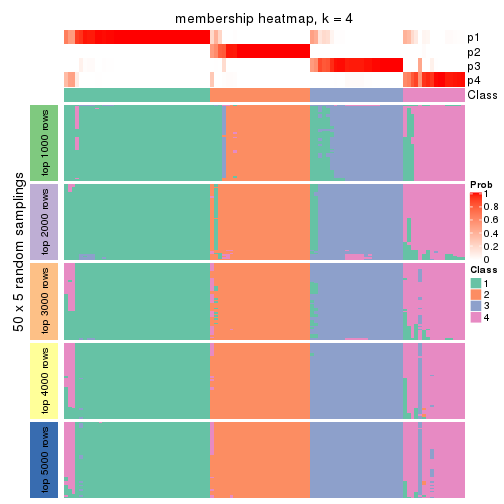 membership heatmap, k = 4
p1
p2
p3
p4
Class
50 x 5 random samplings
top 1000 rows
top 2000 rows
top 3000 rows
top 4000 rows
top 5000 rows
Prob
1
0.8
0.6
0.4
0.2
0
Class
1
2
3
4